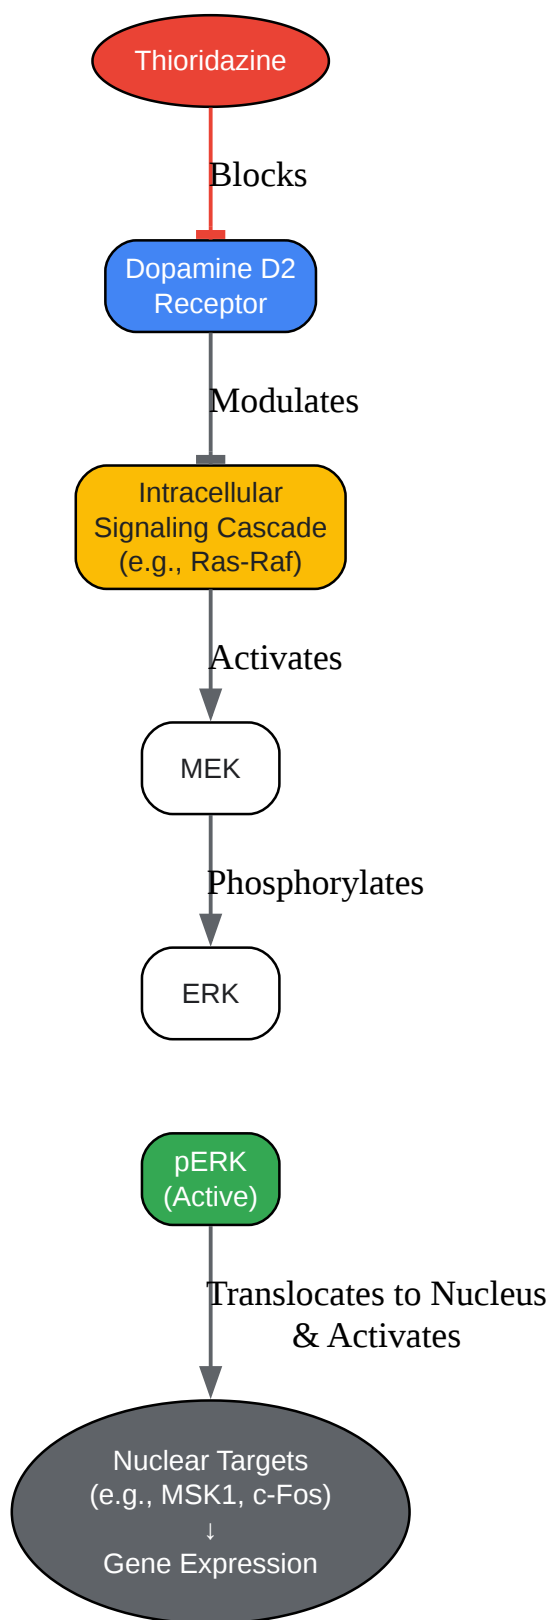 Thioridazine
Blocks
Dopamine D2
Receptor
Modulates
Intracellular
Signaling Cascade
(e.g., Ras-Raf)
Activates
MEK
Phosphorylates
ERK
pERK
(Active)
Translocates to Nucleus
& Activates
Nuclear Targets
(e.g., MSK1, c-Fos)
↓
Gene Expression